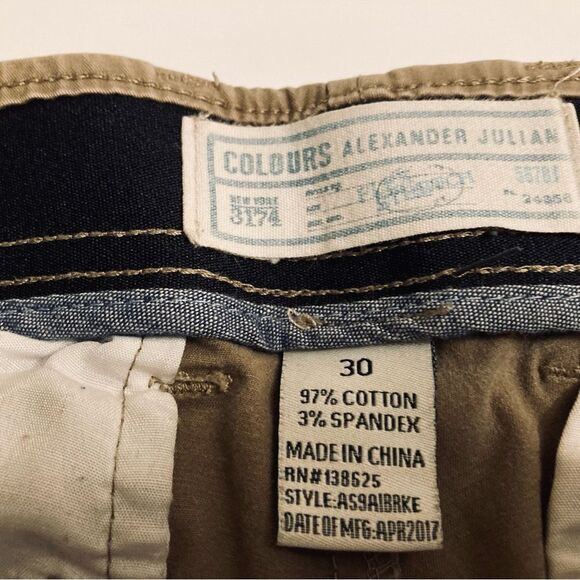 COLOURS ALEXANDER JULIAN
NEW YORK
3174
30
97% COTTON
3% SPANDEX
MADE IN CHINA
RN#138625
STYLE:AS9AIBRKE
DATE OF MFG:APR2017